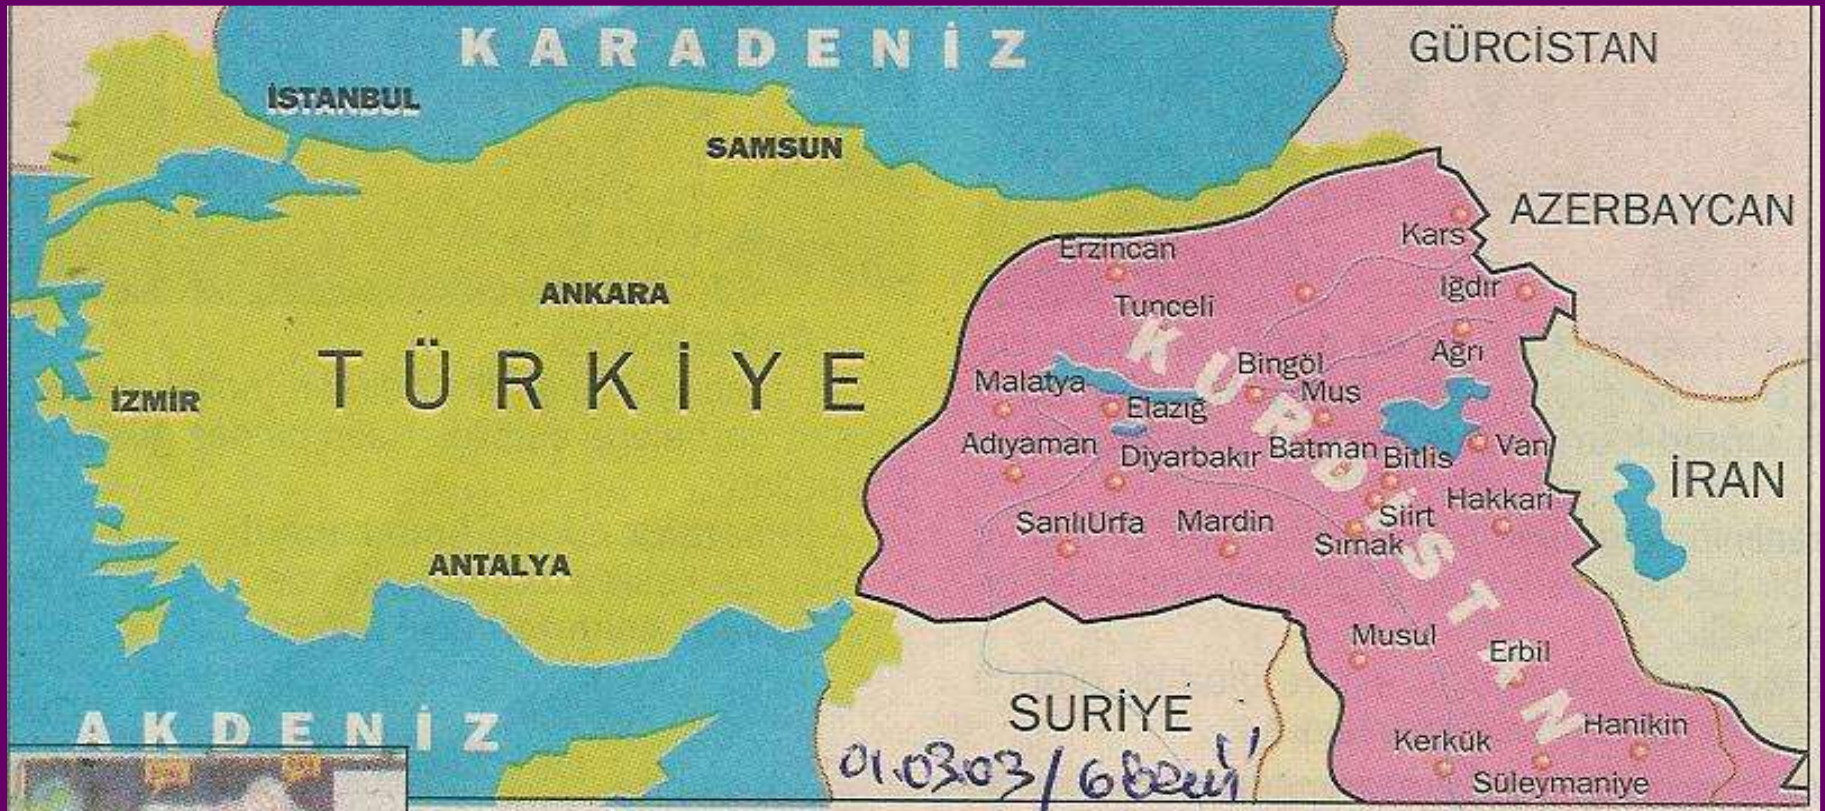 KARADENİZ
GÜRCİSTAN
İSTANBUL
SAMSUN
AZERBAYCAN
Kars
Erzincan
ANKARA
Iğdır
Tunceli
TÜRKİYE
KURDİSTAN
Ağrı
Bingöl
Malatya
Muş
İZMİR
Elazığ
Adıyaman
Diyarbakır
Batman
Bitlis
Van
İRAN
Hakkari
ŞanlıUrfa
Mardin
Siirt
Şırnak
ANTALYA
Musul
Erbil
SURİYE
AKDENİZ
Hanikin
Kerkük
Süleymaniye
01.03.03/